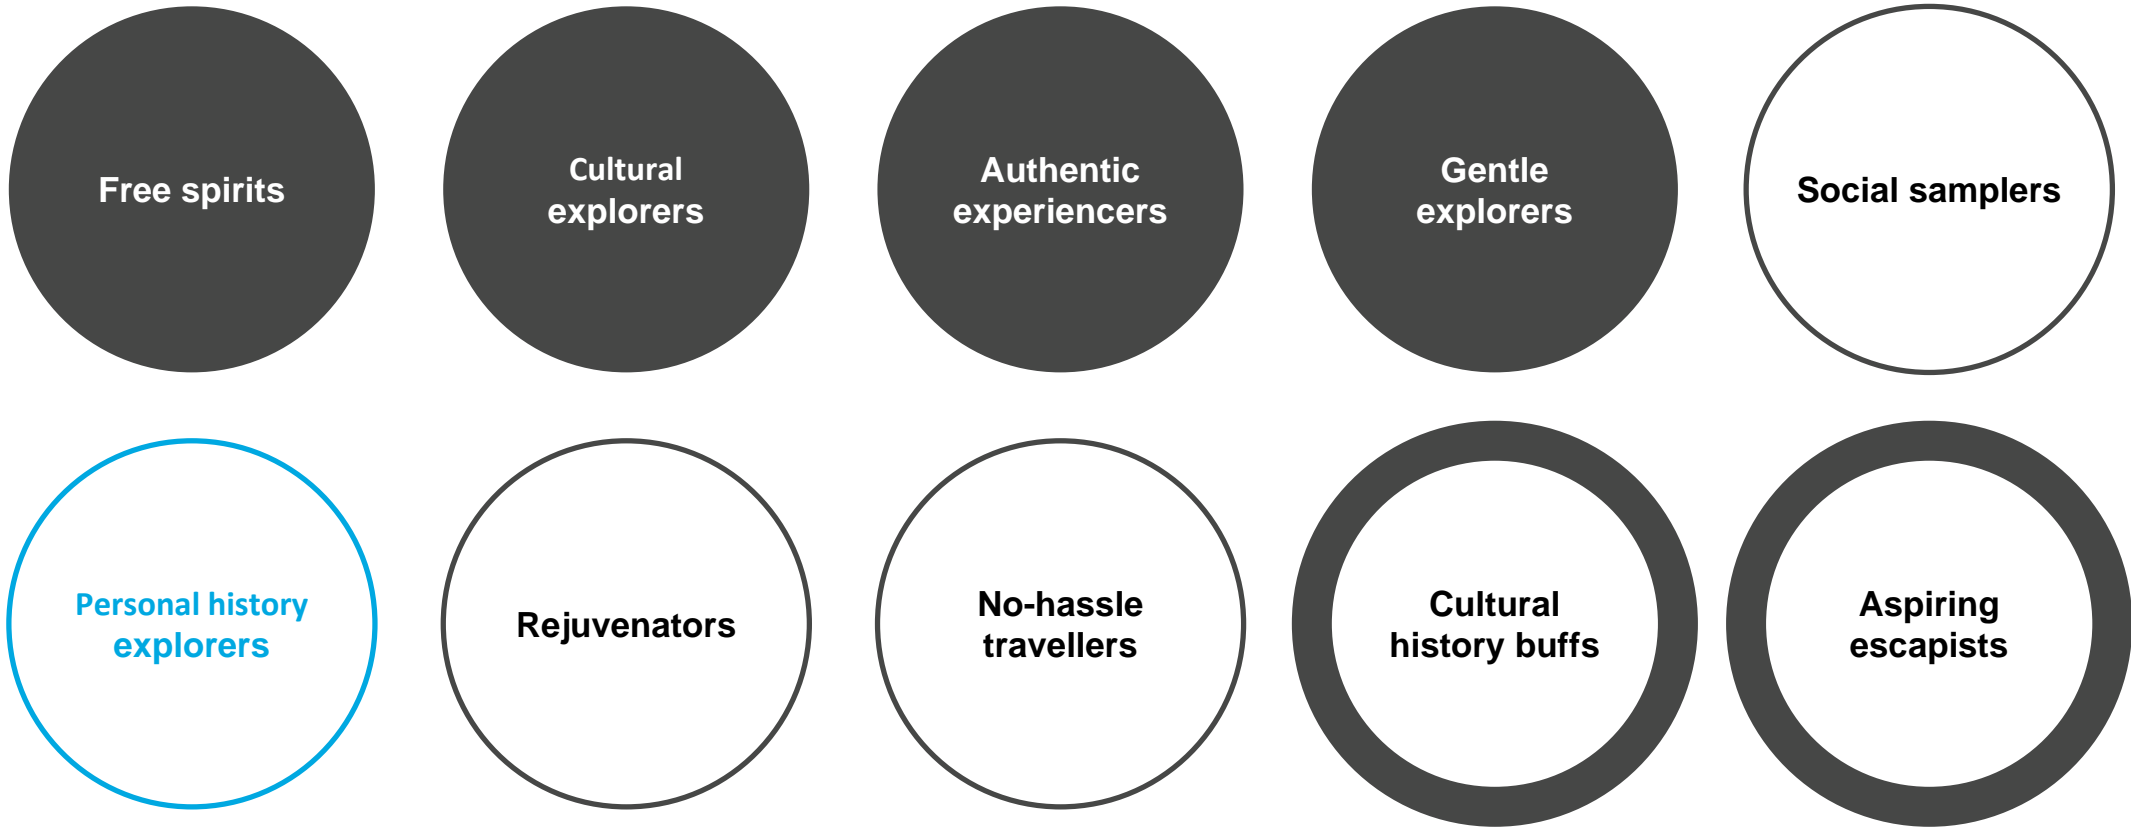 Free spirits
Cultural
explorers
Authentic
experiencers
Gentle
explorers
Social samplers
Personal history
explorers
Rejuvenators
No-hassle
travellers
Cultural
history buffs
Aspiring
escapists